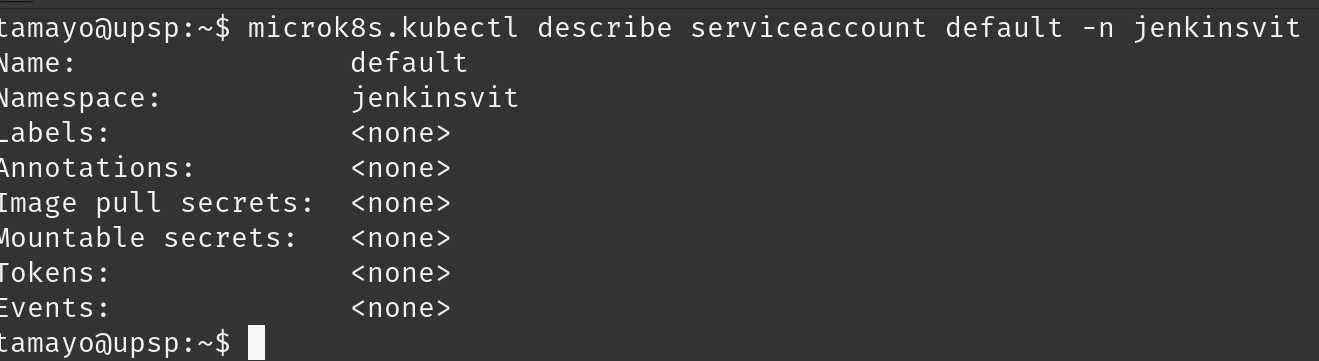 tamayo@upsp:~$ microk8s.kubectl describe serviceaccount default -n jenkinsvit
Name:                default
Namespace:           jenkinsvit
Labels:              <none>
Annotations:         <none>
Image pull secrets:  <none>
Mountable secrets:   <none>
Tokens:              <none>
Events:              <none>
tamayo@upsp:~$